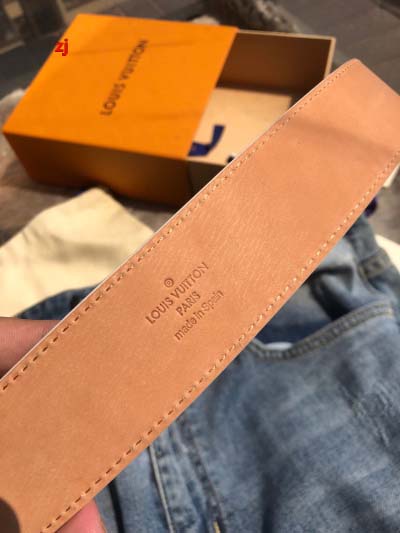 zj
LOUIS VUITTON
®
LOUIS VUITTON
PARIS
made in Spain